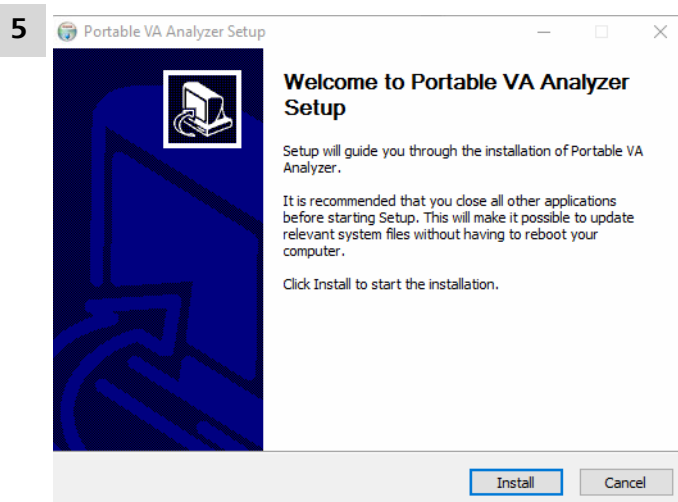 5
Portable VA Analyzer Setup
Welcome to Portable VA Analyzer
Setup
Setup will guide you through the installation of Portable VA
Analyzer.
It is recommended that you close all other applications
before starting Setup. This will make it possible to update
relevant system files without having to reboot your
computer.
Click Install to start the installation.
Install
Cancel